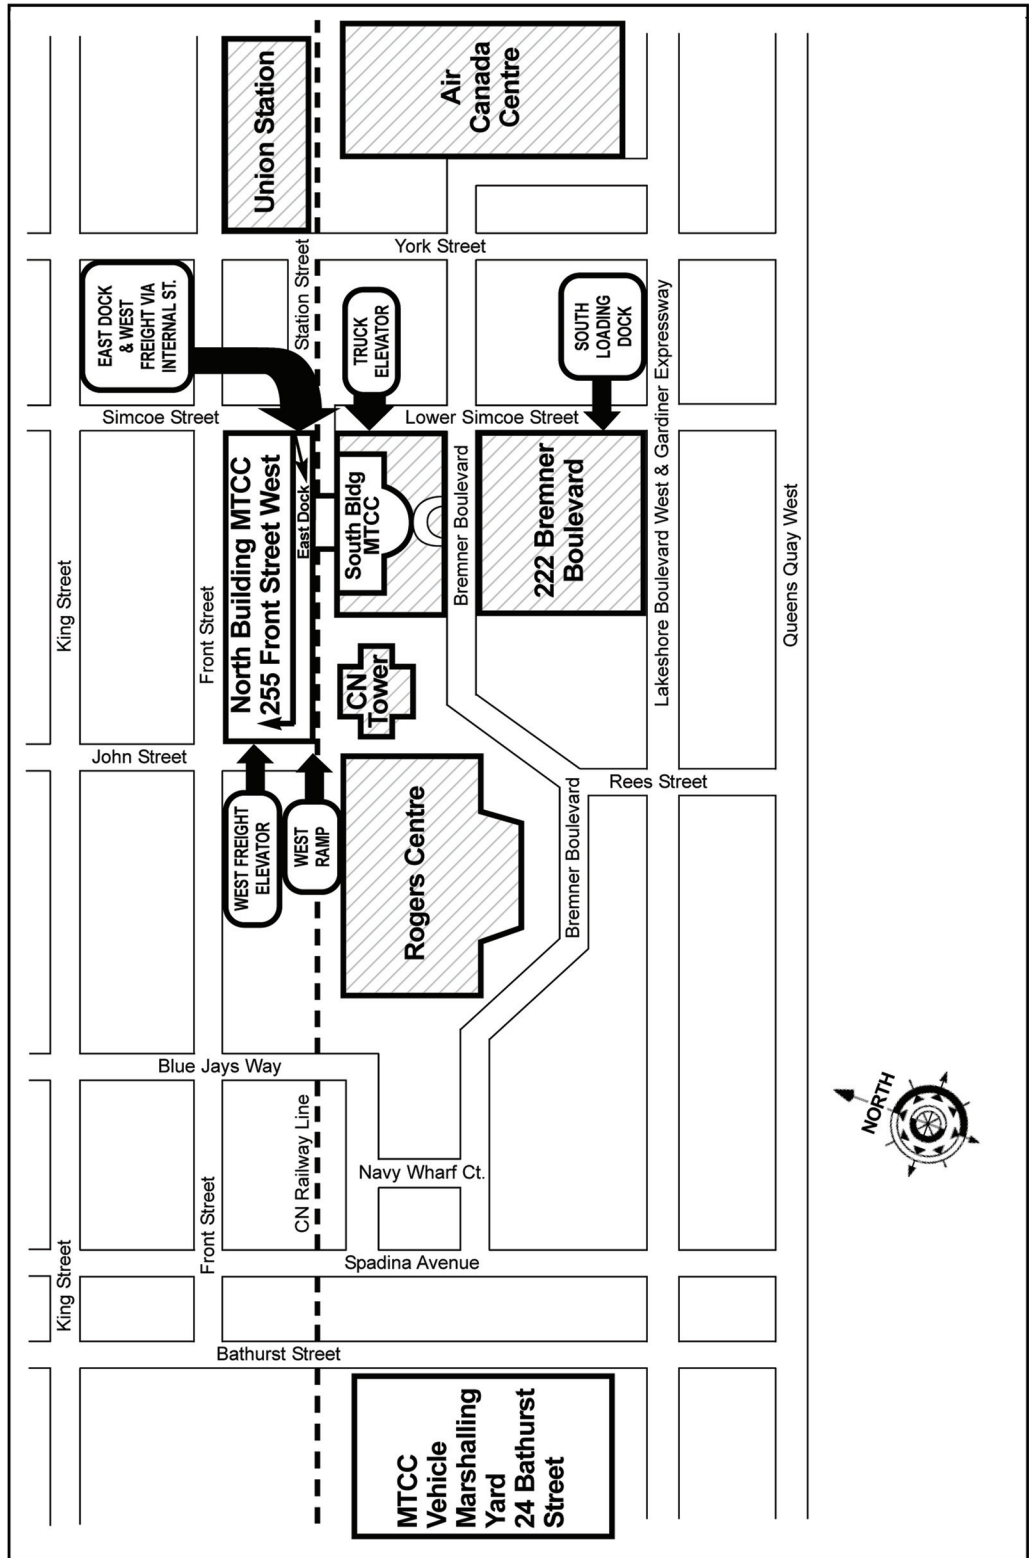 Union Station
Air
Canada
Centre
York Street
Station Street
EAST DOCK
& WEST
FREIGHT VIA
INTERNAL ST.
TRUCK
ELEVATOR
SOUTH
LOADING
DOCK
Simcoe Street
Lower Simcoe Street
North Building MTCC
255 Front Street West
East Dock
South Bldg
MTCC
Bremner Boulevard
222 Bremner
Boulevard
Lakeshore Boulevard West & Gardiner Expressway
Queens Quay West
King Street
Front Street
CN
Tower
John Street
Rees Street
WEST FREIGHT
ELEVATOR
WEST
RAMP
Rogers Centre
Bremner Boulevard
Blue Jays Way
CN Railway Line
Navy Wharf Ct.
NORTH
King Street
Front Street
Spadina Avenue
Bathurst Street
MTCC
Vehicle
Marshalling
Yard
24 Bathurst
Street